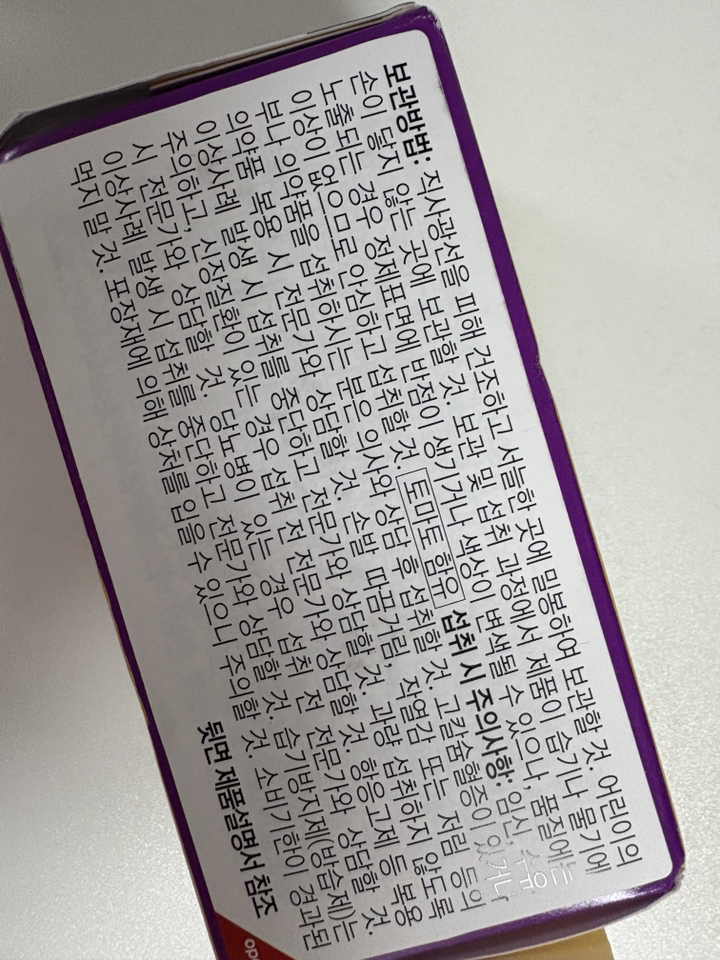 보관방법: 직사광선을 피해 건조하고 서늘한 곳에 밀봉하여 보관할 것. 어린이의
손이 닿지 않는 곳에 보관할 것. 보관 및 섭취 과정에서 제품이 습기나 물기에
노출되는 경우 정제표면에 반점이 생기거나 색상이 변색될 수 있으나, 품질에는
이상이 없으므로 안심하고 섭취할 것. 토마토 함유 섭취 시 주의사항: 임신, 수유
부나 의약품을 섭취하시는 분은 의사와 상담 후 섭취할 것. 고칼슘혈증이 있거나
의약품 복용 시 전문가와 상담할 것. 손발 따끔거림, 작열감 또는 저림 등의
이상사례 발생 시 섭취를 중단하고 전문가와 상담할 것. 과량 섭취하지 않도록
주의하고, 신장질환이 있는 경우 섭취 전 전문가와 상담할 것. 항응고제 등 복용
시 전문가와 상담할 것. 당뇨병이 있는 경우 섭취 전 전문가와 상담할 것.
이상사례 발생 시 섭취를 중단하고 전문가와 상담할 것. 습기방지제(방습제)는
먹지 말 것. 포장재에 의해 상처를 입을 수 있으니 주의할 것. 소비기한이 경과된
뒷면 제품설명서 참조